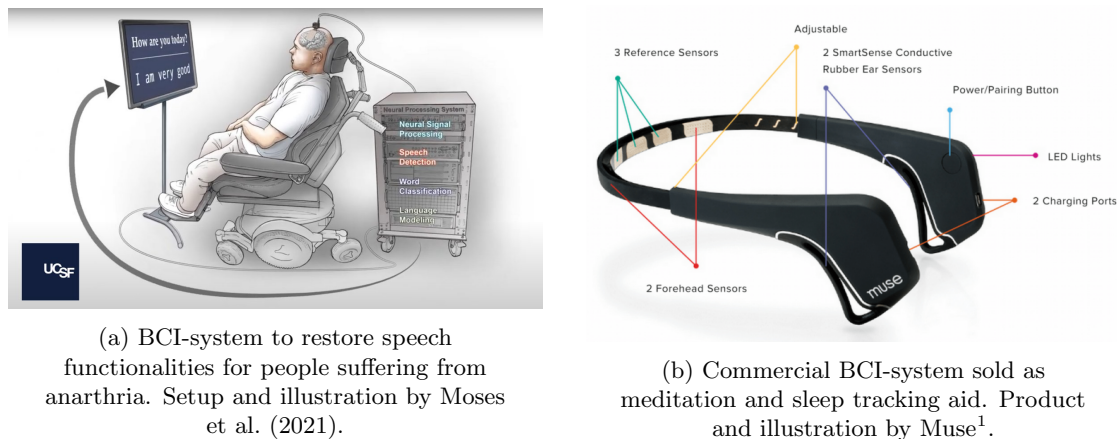 How are you today?
I am very good
Neural Processing System
Neural Signal
Processing
Speech
Detection
Word
Classification
Language
Modeling
UCSF
(a) BCI-system to restore speech
functionalities for people suffering from
anarthria. Setup and illustration by Moses
et al. (2021).
Adjustable
3 Reference Sensors
2 SmartSense Conductive
Rubber Ear Sensors
Power/Pairing Button
LED Lights
2 Charging Ports
2 Forehead Sensors
muse
(b) Commercial BCI-system sold as
meditation and sleep tracking aid. Product
and illustration by Muse¹.